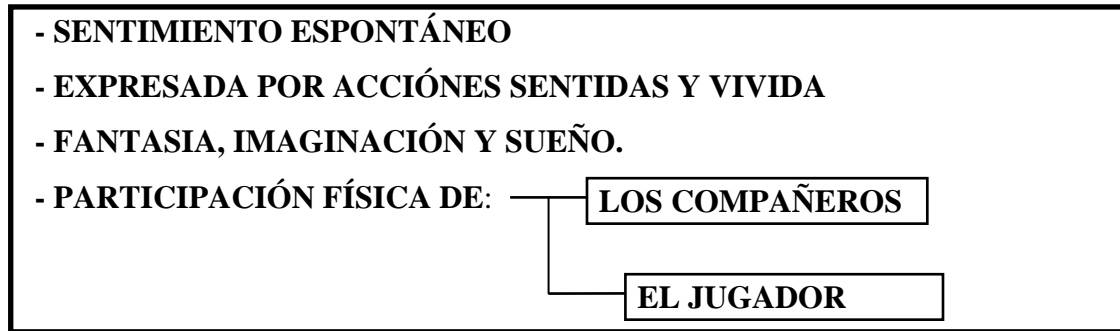 - SENTIMIENTO ESPONTÁNEO
- EXPRESADA POR ACCIÓNES SENTIDAS Y VIVIDA
- FANTASIA, IMAGINACIÓN Y SUEÑO.
- PARTICIPACIÓN FÍSICA DE: LOS COMPAÑEROS
EL JUGADOR